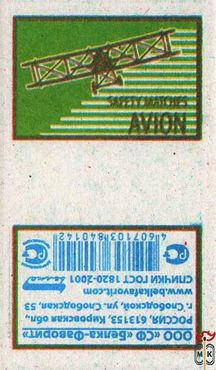 SAFETY MATCHES
AVION
ООО «СФ «Белка-Фаворит»
РОССИЯ, 613153, Кировская обл.,
г. Слободской, ул. Слободская, 53
www.belkafavorit.com
СПИЧКИ ГОСТ 1820-2001
4607103840142